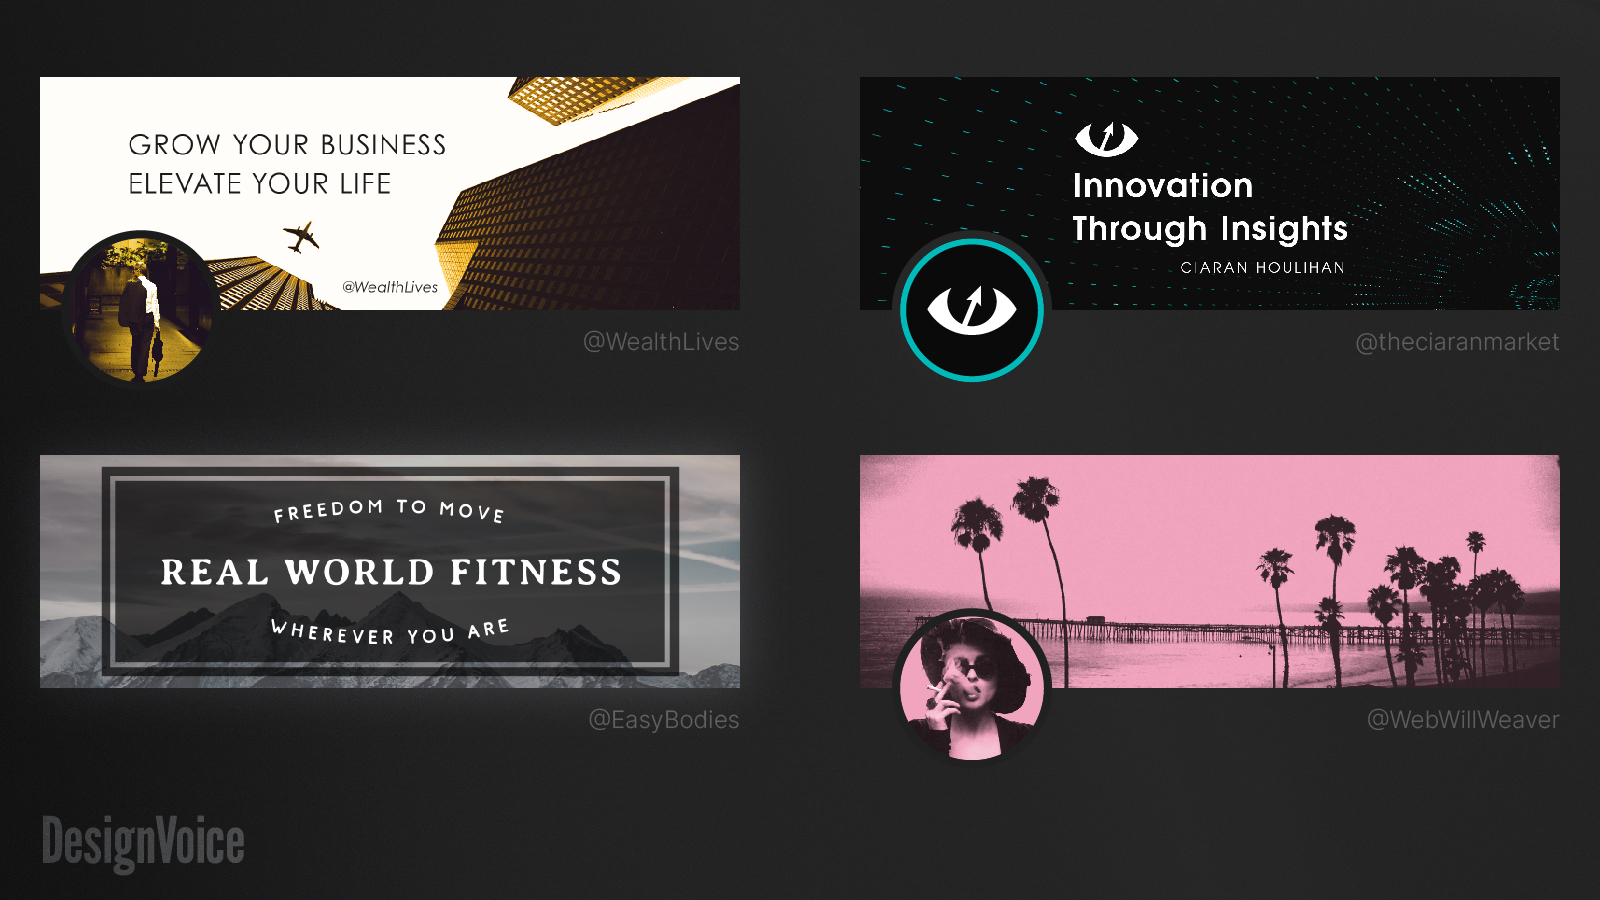 GROW YOUR BUSINESS
ELEVATE YOUR LIFE
@WealthLives
@WealthLives
Innovation
Through Insights
CIARAN HOULIHAN
@theciaranmarket
FREEDOM TO MOVE
REAL WORLD FITNESS
WHEREVER YOU ARE
@EasyBodies
@WebWillWeaver
DesignVoice